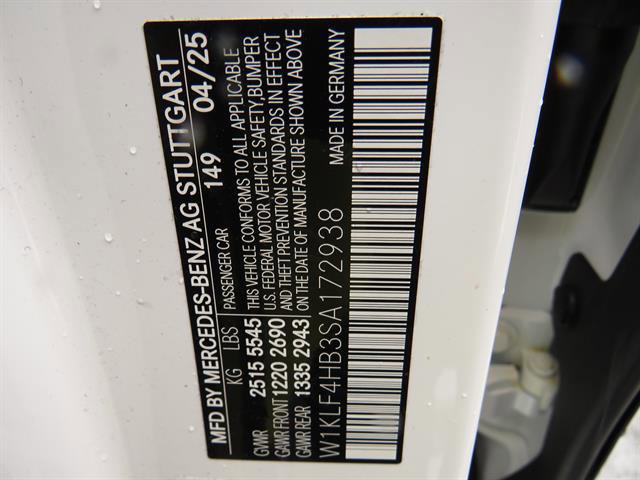 MFD BY MERCEDES-BENZ AG STUTTGART
149 04/25
KG LBS PASSENGER CAR
GVWR 2515 5545 THIS VEHICLE CONFORMS TO ALL APPLICABLE
GAWR FRONT 1220 2690 U.S. FEDERAL MOTOR VEHICLE SAFETY, BUMPER
GAWR REAR 1335 2943 AND THEFT PREVENTION STANDARDS IN EFFECT
ON THE DATE OF MANUFACTURE SHOWN ABOVE
W1KLF4HB3SA172938 MADE IN GERMANY